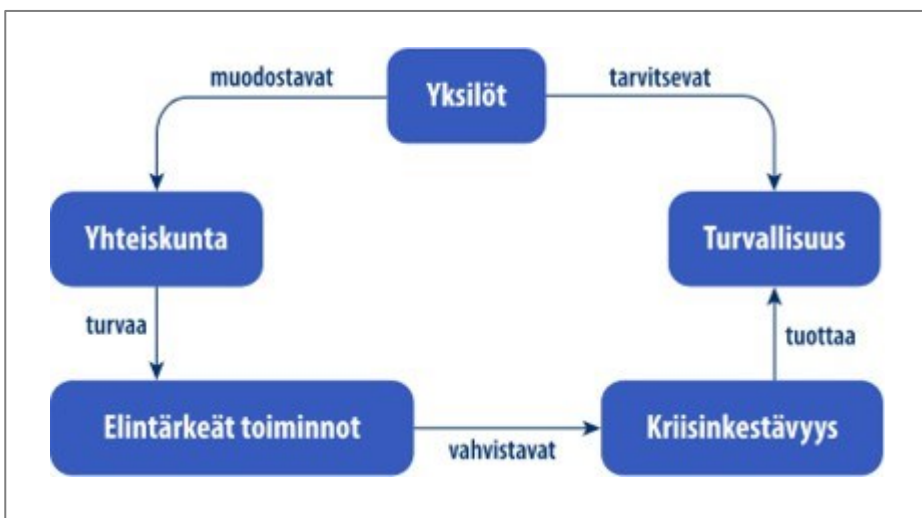 muodostavat
Yksilöt
tarvitsevat
Yhteiskunta
Turvallisuus
turvaa
tuottaa
Elintärkeät toiminnot
vahvistavat
Kriisinkestävyys